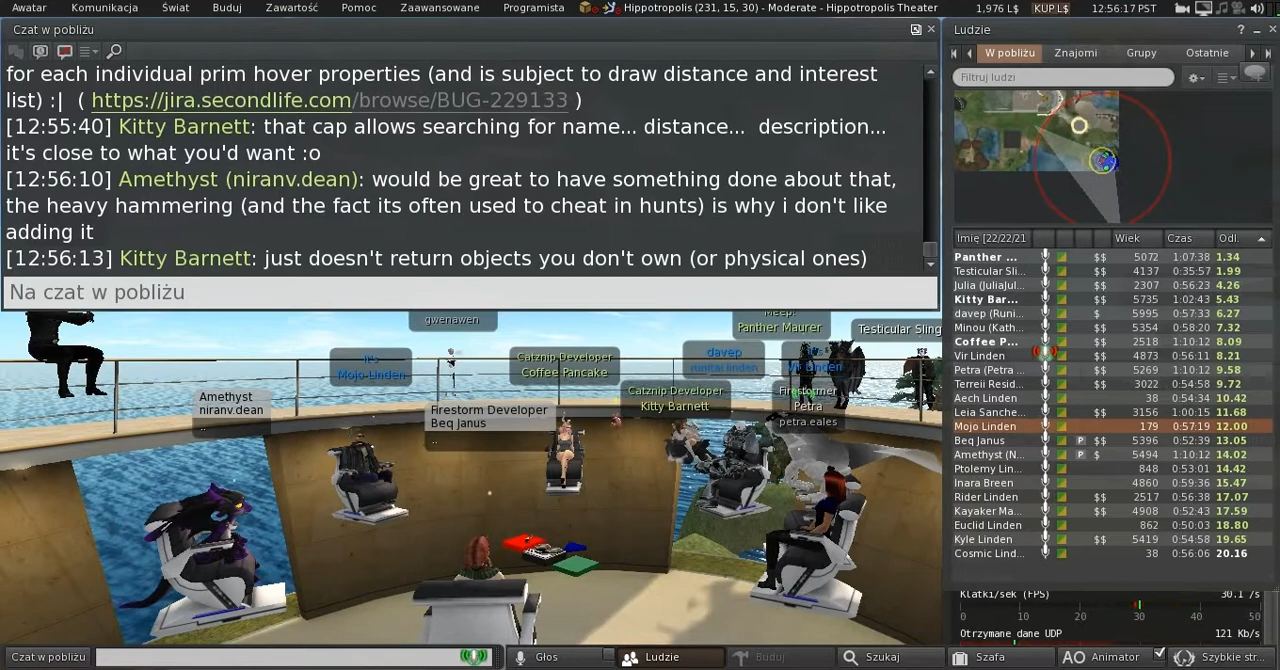 Awatar Komunikacja Świat Buduj Zawartość Pomoc Zaawansowane Programista Hippotropolis (231, 15, 30) - Moderate - Hippotropolis Theater 1,976 L$ KUP L$ 12:56:17 PST
Czat w pobliżu
for each individual prim hover properties (and is subject to draw distance and interest
list) :| ( https://jira.secondlife.com/browse/BUG-229133 )
[12:55:40] Kitty Barnett: that cap allows searching for name... distance... description...
it's close to what you'd want :o
[12:56:10] Amethyst (niranv.dean): would be great to have something done about that,
the heavy hammering (and the fact its often used to cheat in hunts) is why i don't like
adding it
[12:56:13] Kitty Barnett: just doesn't return objects you don't own (or physical ones)
Na czat w pobliżu
gwenawen
Meep!
Panther Maurer
Testicular Sling
It's
Mojo Linden
Catznip Developer
Coffee Pancake
davep
runitai linden
Vir Linden
Catznip Developer
Kitty Barnett
Firestormer
Petra
petra.eales
Amethyst
niranv.dean
Firestorm Developer
Beq Janus
Ludzie
W pobliżu Znajomi Grupy Ostatnie
Filtruj ludzi
Imię [22/22/21 Wiek Czas Odl.
Panther ... $$ 5072 1:07:38 1.34
Testicular Sli... $$ 4137 0:35:57 1.99
Julia (JuliaJul... $$ 2307 0:56:23 4.26
Kitty Bar... $$ 5735 1:02:43 5.43
davep (Runi... $ 5995 0:57:33 6.27
Minou (Kath... $$ 5354 0:58:20 7.32
Coffee P... $$ 2518 1:10:12 8.09
Vir Linden $$ 4873 0:56:11 8.21
Petra (Petra ... $$ 5269 1:10:12 9.58
Terreii Resid... $$ 3022 0:54:58 9.72
Aech Linden 38 0:54:34 10.42
Leia Sanche... $$ 3156 1:00:15 11.68
Mojo Linden 179 0:57:19 12.00
Beq Janus P $$ 5396 0:52:39 13.05
Amethyst (N... P $ 5494 1:10:12 14.02
Ptolemy Lin... 848 0:53:01 14.42
Inara Breen 4860 0:59:36 15.47
Rider Linden $$ 2517 0:56:38 17.07
Kayaker Ma... $$ 4908 0:52:43 17.59
Euclid Linden 862 0:50:03 18.80
Kyle Linden $$ 5419 0:54:58 19.65
Cosmic Lind... 38 0:56:06 20.16
Klatki/sek (FPS) 30.1 /s
0 10 20 30 40 50
Otrzymane dane UDP 121 Kb/s
Czat w pobliżu Głos Ludzie Buduj Szukaj Szafa AO Animator Szybkie str...